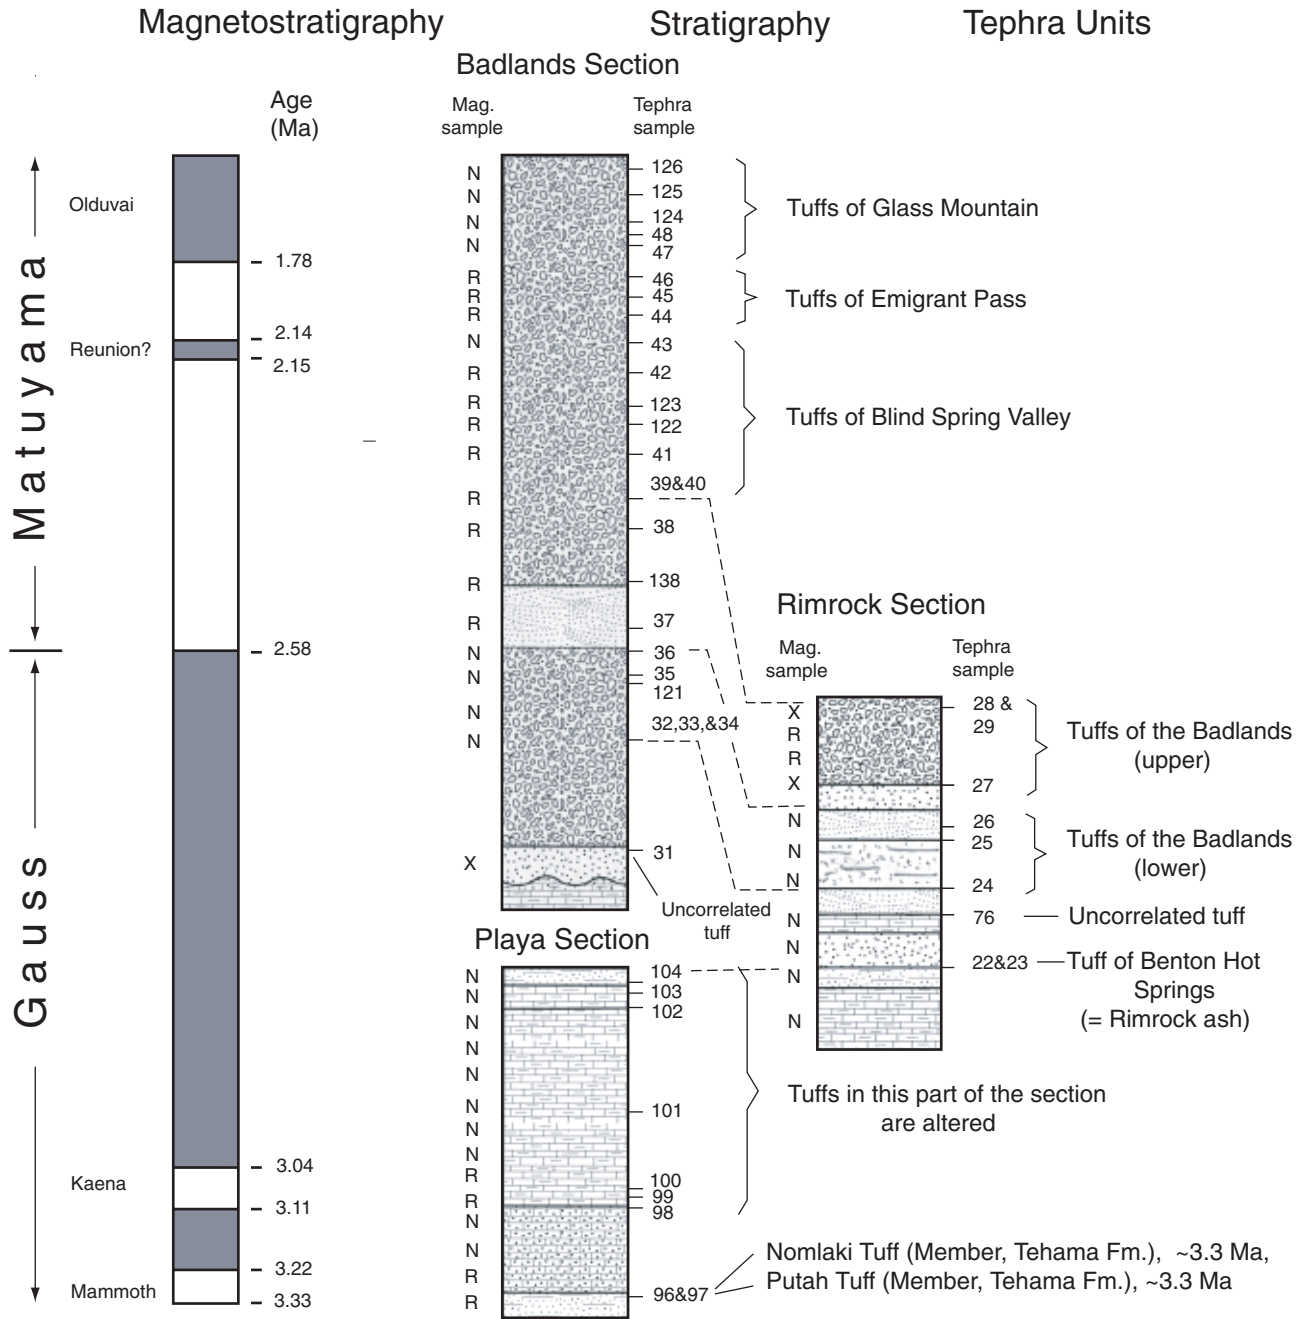 Magnetostratigraphy
Stratigraphy
Tephra Units
Age
(Ma)
Matuyama
Gauss
Olduvai
1.78
2.14
Reunion?
2.15
2.58
3.04
Kaena
3.11
3.22
Mammoth
3.33
Badlands Section
Mag.
sample
Tephra
sample
N
N
N
N
R
R
R
N
R
R
R
R
R
R
R
R
N
N
N
N
X
126
125
124
48
47
46
45
44
43
42
123
122
41
39&40
38
138
37
36
35
121
32,33,&34
31
Uncorrelated
tuff
Tuffs of Glass Mountain
Tuffs of Emigrant Pass
Tuffs of Blind Spring Valley
Rimrock Section
Mag.
sample
Tephra
sample
X
R
R
X
N
N
N
N
N
N
N
28 &
29
27
26
25
24
76
22&23
Tuffs of the Badlands
(upper)
Tuffs of the Badlands
(lower)
Uncorrelated tuff
Tuff of Benton Hot
Springs
(= Rimrock ash)
Playa Section
N
N
N
N
N
N
N
N
R
R
N
N
R
R
104
103
102
101
100
99
98
96&97
Tuffs in this part of the section
are altered
Nomlaki Tuff (Member, Tehama Fm.), ~3.3 Ma,
Putah Tuff (Member, Tehama Fm.), ~3.3 Ma